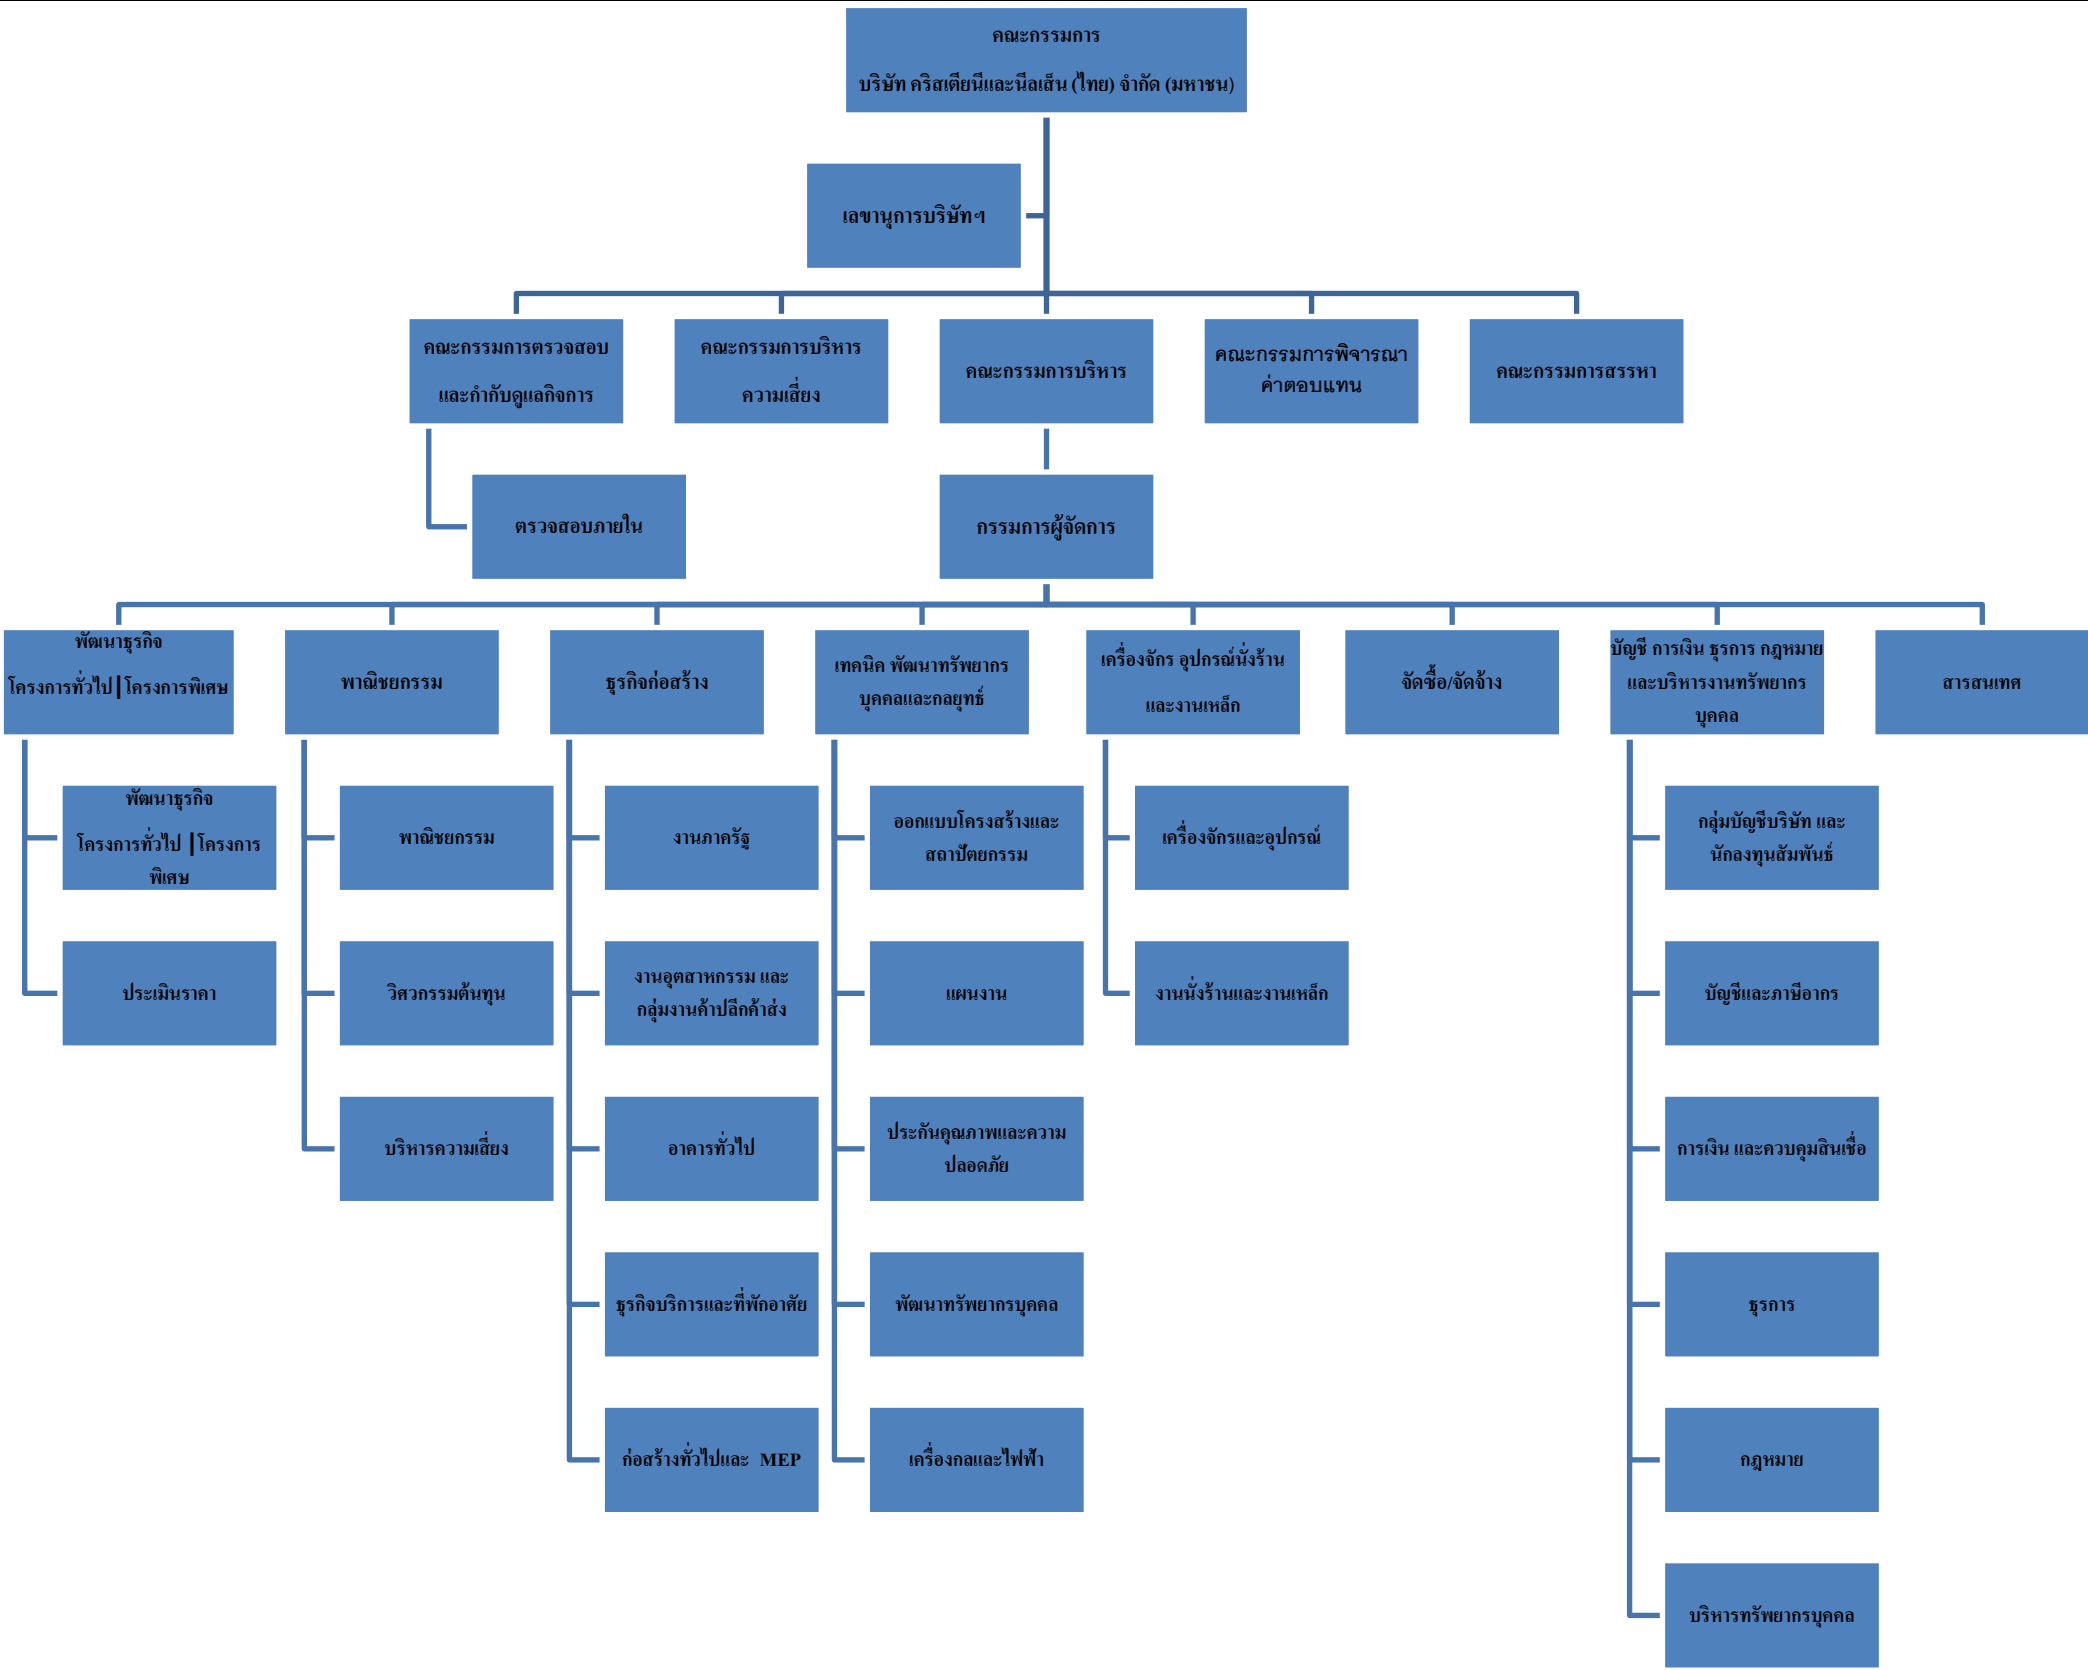 คณะกรรมการ
บริษัท คริสเตียนีและนีลเส็น (ไทย) จำกัด (มหาชน)
เลขานุการบริษัทฯ
คณะกรรมการตรวจสอบ
และกำกับดูแลกิจการ
คณะกรรมการบริหาร
ความเสี่ยง
คณะกรรมการบริหาร
คณะกรรมการพิจารณา
ค่าตอบแทน
คณะกรรมการสรรหา
ตรวจสอบภายใน
กรรมการผู้จัดการ
พัฒนาธุรกิจ
โครงการทั่วไป|โครงการพิเศษ
พาณิชยกรรม
ธุรกิจก่อสร้าง
เทคนิค พัฒนาทรัพยากร
บุคคลและกลยุทธ์
เครื่องจักร อุปกรณ์นั่งร้าน
และงานเหล็ก
จัดซื้อ/จัดจ้าง
บัญชี การเงิน ธุรการ กฎหมาย
และบริหารงานทรัพยากร
บุคคล
สารสนเทศ
พัฒนาธุรกิจ
โครงการทั่วไป |โครงการ
พิเศษ
ประเมินราคา
พาณิชยกรรม
วิศวกรรมต้นทุน
บริหารความเสี่ยง
งานภาครัฐ
งานอุตสาหกรรม และ
กลุ่มงานค้าปลีกค้าส่ง
อาคารทั่วไป
ธุรกิจบริการและที่พักอาศัย
ก่อสร้างทั่วไปและ MEP
ออกแบบโครงสร้างและ
สถาปัตยกรรม
แผนงาน
ประกันคุณภาพและความ
ปลอดภัย
พัฒนาทรัพยากรบุคคล
เครื่องกลและไฟฟ้า
เครื่องจักรและอุปกรณ์
งานนั่งร้านและงานเหล็ก
กลุ่มบัญชีบริษัท และ
นักลงทุนสัมพันธ์
บัญชีและภาษีอากร
การเงิน และควบคุมสินเชื่อ
ธุรการ
กฎหมาย
บริหารทรัพยากรบุคคล